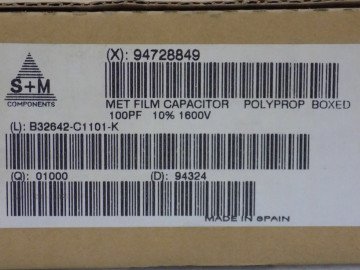 (X): 94728849
S+M
COMPONENTS
MET FILM CAPACITOR POLYPROP BOXED
100PF 10% 1600V
(L): B32642-C1101-K
(Q): 01000 (D): 94324
MADE IN SPAIN